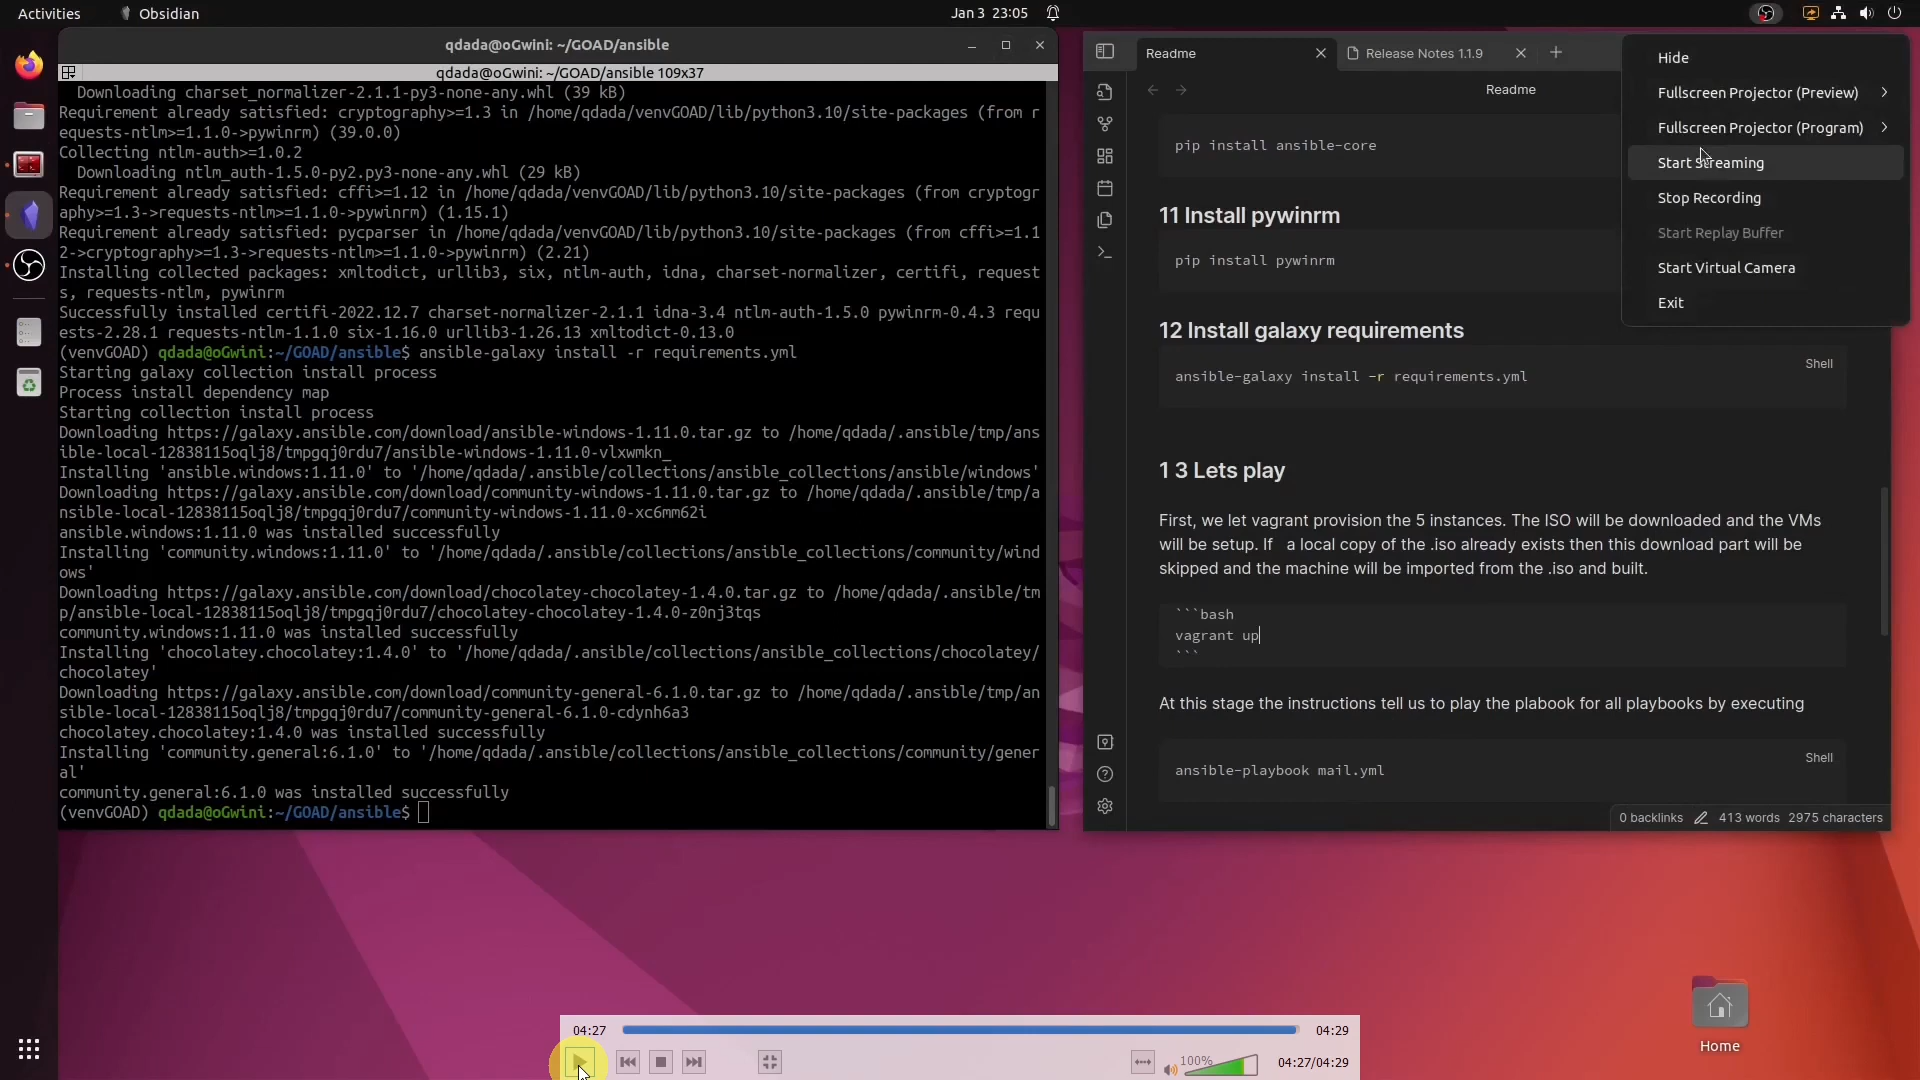 Activities
Obsidian
Jan 3 23:05
qdada@oGwini: ~/GOAD/ansible
qdada@oGwini: ~/GOAD/ansible 109x37
  Downloading charset_normalizer-2.1.1-py3-none-any.whl (39 kB)
Requirement already satisfied: cryptography>=1.3 in /home/qdada/venvGOAD/lib/python3.10/site-packages (from r
equests-ntlm>=1.1.0->pywinrm) (39.0.0)
Collecting ntlm-auth>=1.0.2
  Downloading ntlm_auth-1.5.0-py2.py3-none-any.whl (29 kB)
Requirement already satisfied: cffi>=1.12 in /home/qdada/venvGOAD/lib/python3.10/site-packages (from cryptogr
aphy>=1.3->requests-ntlm>=1.1.0->pywinrm) (1.15.1)
Requirement already satisfied: pycparser in /home/qdada/venvGOAD/lib/python3.10/site-packages (from cffi>=1.1
2->cryptography>=1.3->requests-ntlm>=1.1.0->pywinrm) (2.21)
Installing collected packages: xmltodict, urllib3, six, ntlm-auth, idna, charset-normalizer, certifi, request
s, requests-ntlm, pywinrm
Successfully installed certifi-2022.12.7 charset-normalizer-2.1.1 idna-3.4 ntlm-auth-1.5.0 pywinrm-0.4.3 requ
ests-2.28.1 requests-ntlm-1.1.0 six-1.16.0 urllib3-1.26.13 xmltodict-0.13.0
(venvGOAD) qdada@oGwini:~/GOAD/ansible$ ansible-galaxy install -r requirements.yml
Starting galaxy collection install process
Process install dependency map
Starting collection install process
Downloading https://galaxy.ansible.com/download/ansible-windows-1.11.0.tar.gz to /home/qdada/.ansible/tmp/ans
ible-local-12838115oqlj8/tmpgqj0rdu7/ansible-windows-1.11.0-vlxwmkn_
Installing 'ansible.windows:1.11.0' to '/home/qdada/.ansible/collections/ansible_collections/ansible/windows'
Downloading https://galaxy.ansible.com/download/community-windows-1.11.0.tar.gz to /home/qdada/.ansible/tmp/a
nsible-local-12838115oqlj8/tmpgqj0rdu7/community-windows-1.11.0-xc6mm62i
ansible.windows:1.11.0 was installed successfully
Installing 'community.windows:1.11.0' to '/home/qdada/.ansible/collections/ansible_collections/community/wind
ows'
Downloading https://galaxy.ansible.com/download/chocolatey-chocolatey-1.4.0.tar.gz to /home/qdada/.ansible/tm
p/ansible-local-12838115oqlj8/tmpgqj0rdu7/chocolatey-chocolatey-1.4.0-z0nj3tqs
community.windows:1.11.0 was installed successfully
Installing 'chocolatey.chocolatey:1.4.0' to '/home/qdada/.ansible/collections/ansible_collections/chocolatey/
chocolatey'
Downloading https://galaxy.ansible.com/download/community-general-6.1.0.tar.gz to /home/qdada/.ansible/tmp/an
sible-local-12838115oqlj8/tmpgqj0rdu7/community-general-6.1.0-cdynh6a3
chocolatey.chocolatey:1.4.0 was installed successfully
Installing 'community.general:6.1.0' to '/home/qdada/.ansible/collections/ansible_collections/community/gener
al'
community.general:6.1.0 was installed successfully
(venvGOAD) qdada@oGwini:~/GOAD/ansible$
Readme
Release Notes 1.1.9
Readme
pip install ansible-core
11 Install pywinrm
pip install pywinrm
12 Install galaxy requirements
Shell
ansible-galaxy install -r requirements.yml
1 3 Lets play
First, we let vagrant provision the 5 instances. The ISO will be downloaded and the VMs
will be setup. If   a local copy of the .iso already exists then this download part will be
skipped and the machine will be imported from the .iso and built.
```bash
vagrant up
```
At this stage the instructions tell us to play the plabook for all playbooks by executing
Shell
ansible-playbook mail.yml
0 backlinks 413 words 2975 characters
Hide
Fullscreen Projector (Preview)
Fullscreen Projector (Program)
Start Streaming
Stop Recording
Start Replay Buffer
Start Virtual Camera
Exit
Home
04:27
04:29
100%
04:27/04:29